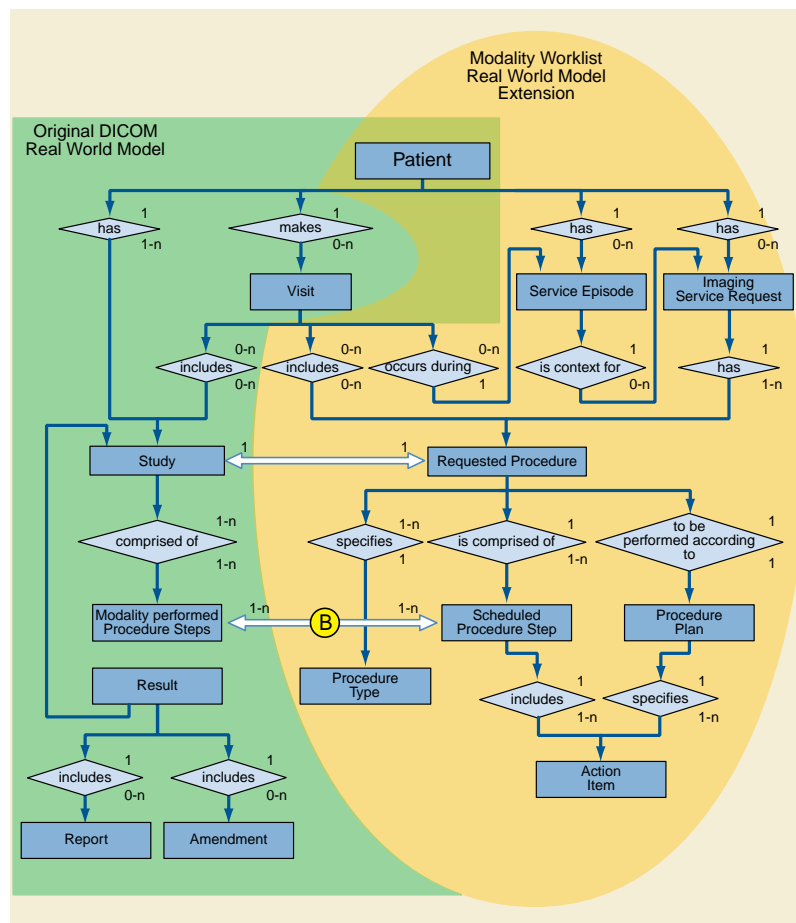 Modality Worklist
Real World Model
Extension
Original DICOM
Real World Model
Patient
1
has
1-n
1
makes
0-n
1
has
0-n
1
has
0-n
Visit
Service Episode
Imaging
Service Request
0-n
includes
0-n
0-n
includes
0-n
0-n
occurs during
1
1
is context for
0-n
1
has
1-n
Study
1
1
Requested Procedure
1-n
comprised of
1-n
1-n
specifies
1
1
is comprised of
1-n
to be
performed according
to
1
1
Modality performed
Procedure Steps
1-n
B
1-n
Scheduled
Procedure Step
Procedure
Plan
Result
Procedure
Type
1
includes
1-n
1
specifies
1-n
1
includes
0-n
1
includes
0-n
Action
Item
Report
Amendment